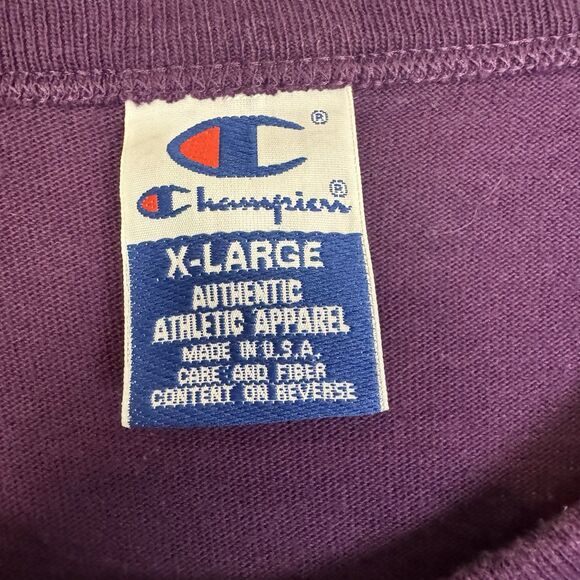 ®
Champion®
X-LARGE
AUTHENTIC
ATHLETIC APPAREL
MADE IN U.S.A.
CARE AND FIBER
CONTENT ON REVERSE